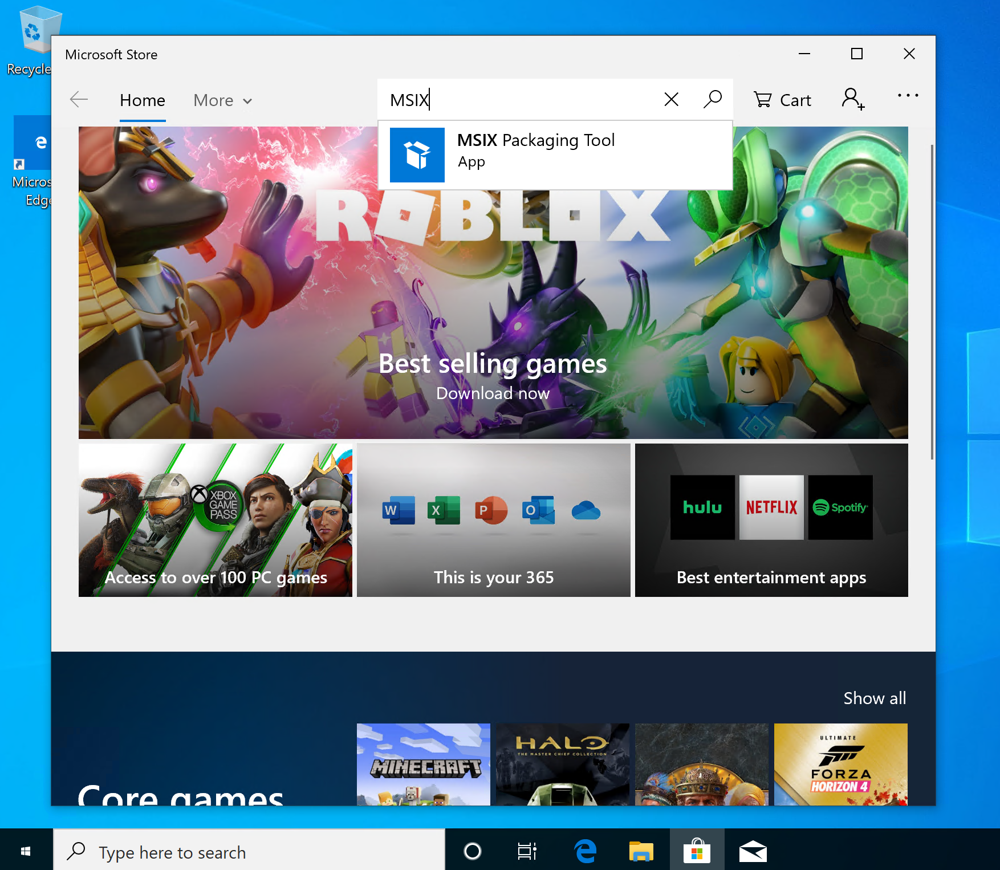 Recycle
Micros
Edge
Microsoft Store
Home
More
MSIX
Cart
MSIX Packaging Tool
App
ROBLOX
Best selling games
Download now
XBOX
GAME
PASS
Access to over 100 PC games
W
X
P
O
This is your 365
hulu
NETFLIX
Spotify
Best entertainment apps
Show all
Core games
MINECRAFT
HALO
THE MASTER CHIEF COLLECTION
ULTIMATE
FORZA
HORIZON 4
Type here to search